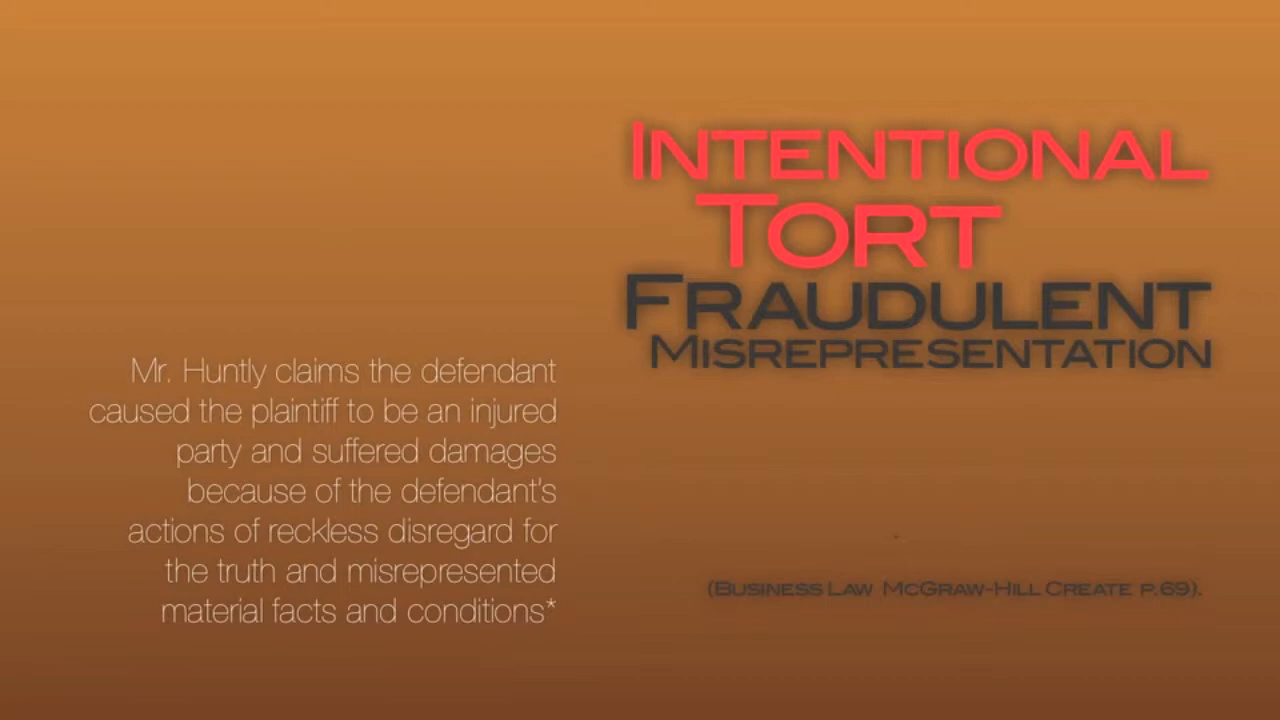 INTENTIONAL
TORT
FRAUDULENT
MISREPRESENTATION
Mr. Huntly claims the defendant
caused the plaintiff to be an injured
party and suffered damages
because of the defendant's
actions of reckless disregard for
the truth and misrepresented
material facts and conditions*
(BUSINESS LAW MCGRAW-HILL CREATE P.69).